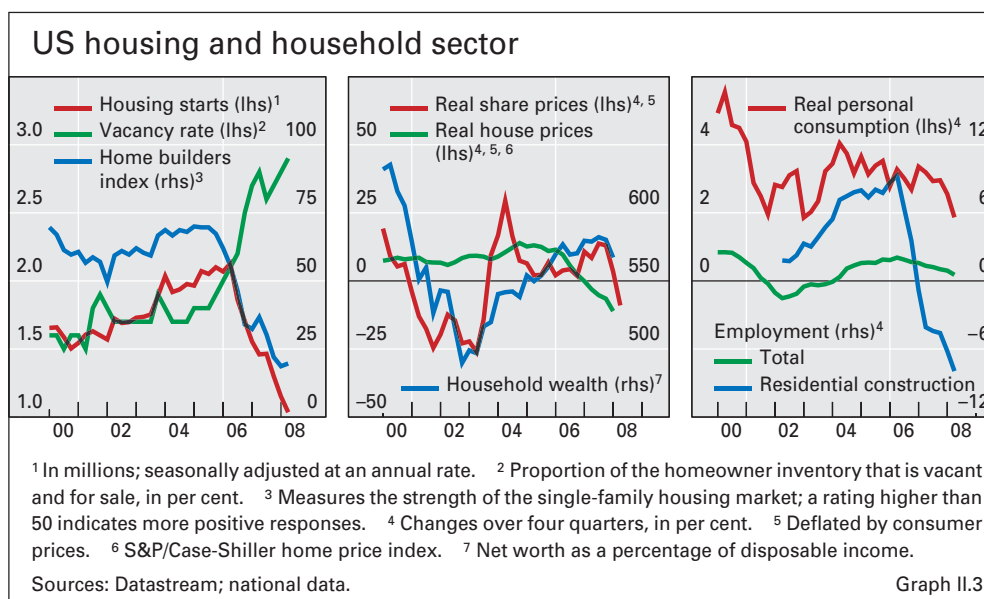 US housing and household sector
Housing starts (lhs)1
Vacancy rate (lhs)2
Home builders
index (rhs)3
3.0 100
2.5 75
2.0 50
1.5 25
1.0 0
00 02 04 06 08
Real share prices (lhs)4, 5
Real house prices
(lhs)4, 5, 6
50
25 600
0 550
–25 500
Household wealth (rhs)7
–50
00 02 04 06 08
Real personal
consumption (lhs)4
4 12
2 6
0 0
Employment (rhs)4
–6
Total
Residential construction
–12
00 02 04 06 08
1 In millions; seasonally adjusted at an annual rate. 2 Proportion of the homeowner inventory that is vacant
and for sale, in per cent. 3 Measures the strength of the single-family housing market; a rating higher than
50 indicates more positive responses. 4 Changes over four quarters, in per cent. 5 Deflated by consumer
prices. 6 S&P/Case-Shiller home price index. 7 Net worth as a percentage of disposable income.
Sources: Datastream; national data. Graph II.3